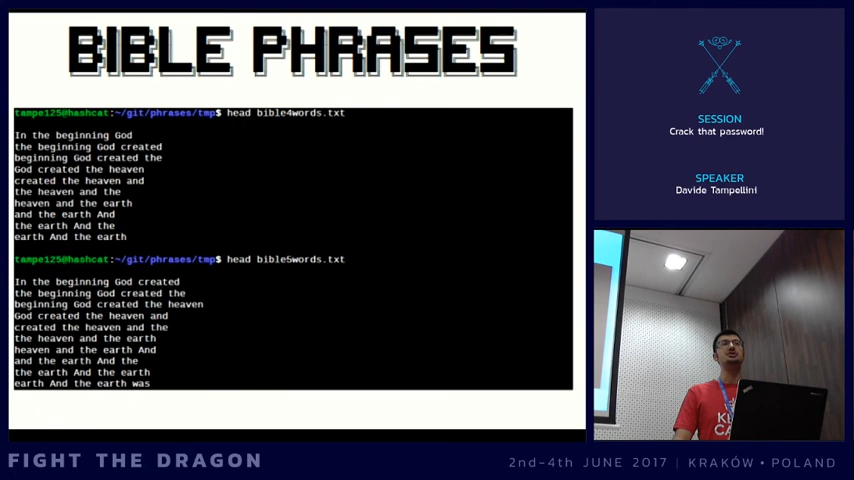 BIBLE PHRASES
tampe125@hashcat:~/git/phrases/tmp$ head bible4words.txt
In the beginning God
the beginning God created
beginning God created the
God created the heaven
created the heaven and
the heaven and the
heaven and the earth
and the earth And
the earth And the
earth And the earth
tampe125@hashcat:~/git/phrases/tmp$ head bible5words.txt
In the beginning God created
the beginning God created the
beginning God created the heaven
God created the heaven and
created the heaven and the
the heaven and the earth
heaven and the earth And
and the earth And the
the earth And the earth
earth And the earth was
SESSION
Crack that password!
SPEAKER
Davide Tampellini
FIGHT THE DRAGON
2nd-4th JUNE 2017 | KRAKÓW • POLAND